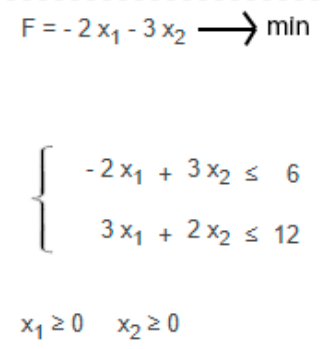 F = - 2 x₁ - 3 x₂ ⟶ min
- 2 x₁ + 3 x₂ ≤ 6
3 x₁ + 2 x₂ ≤ 12
x₁ ≥ 0 x₂ ≥ 0